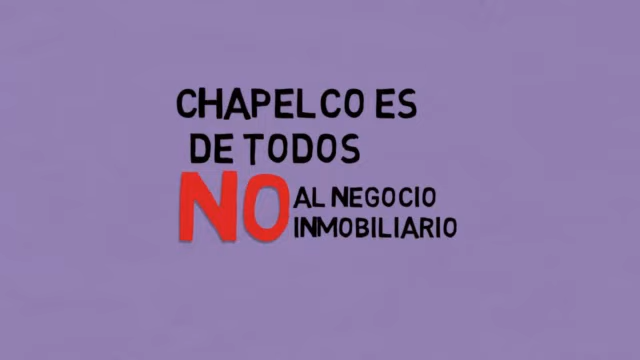 CHAPELCO ES
DE TODOS
NO AL NEGOCIO
INMOBILIARIO